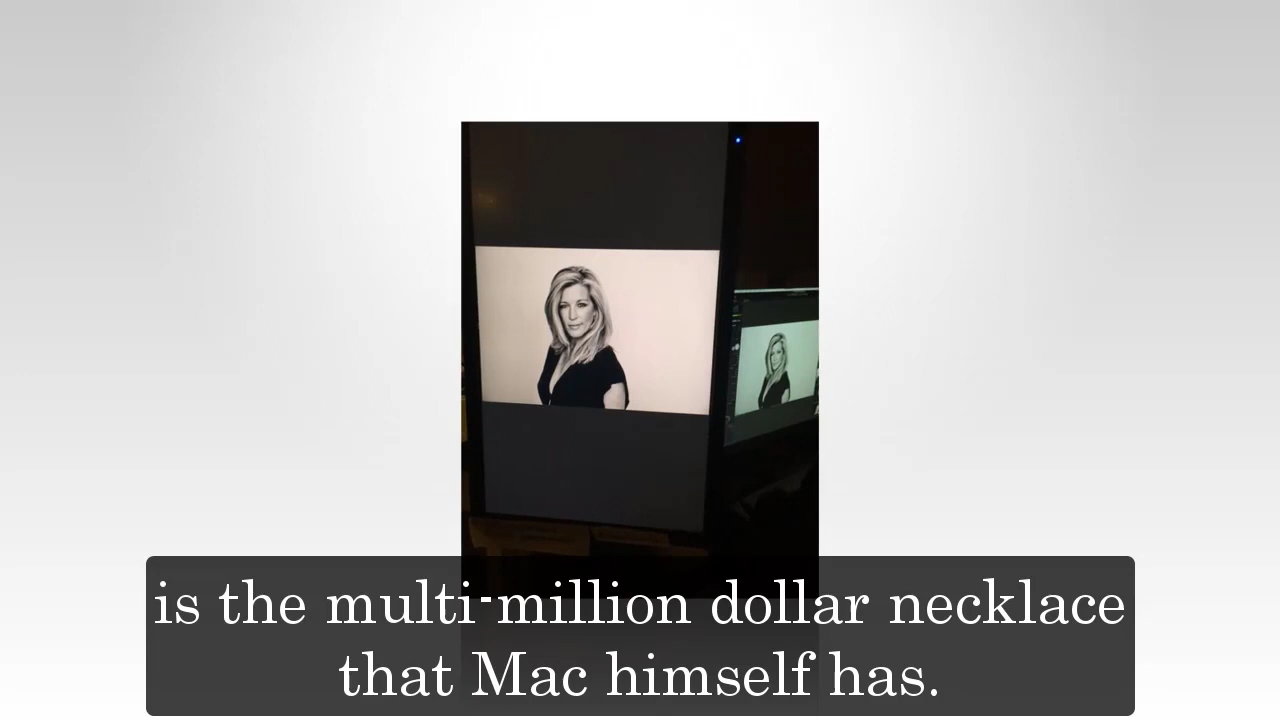 is the multi-million dollar necklace
that Mac himself has.